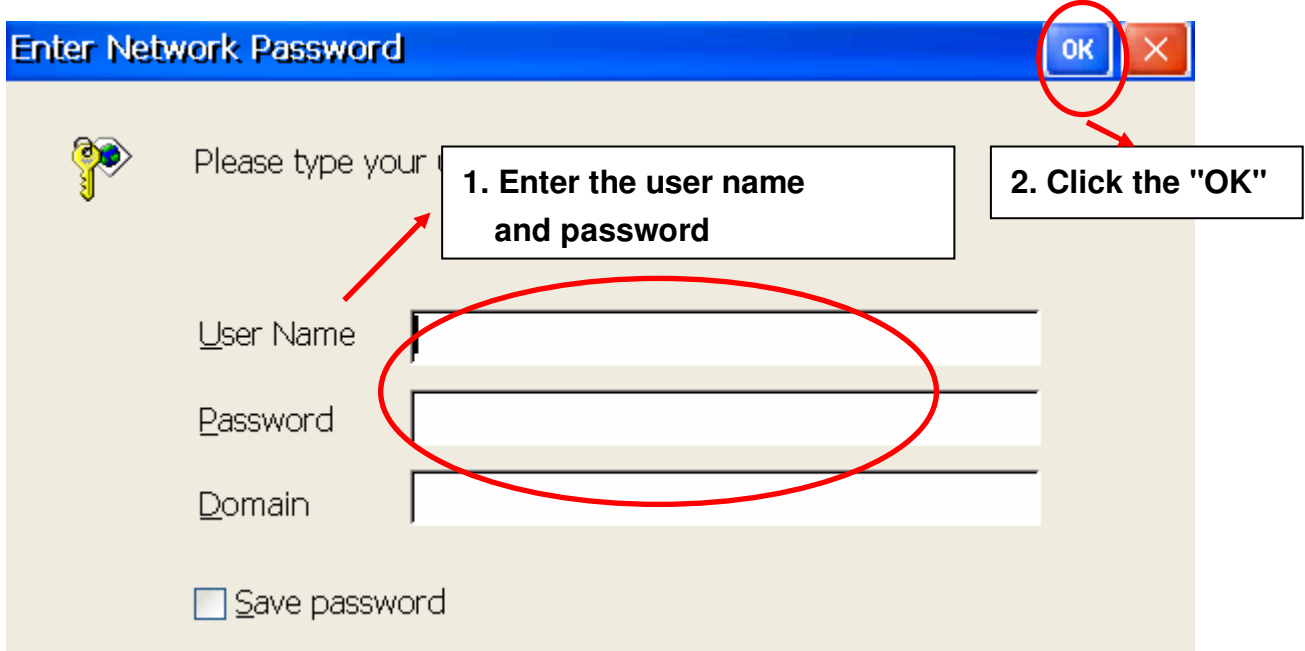 Enter Network Password OK
Please type your
1. Enter the user name
and password
2. Click the "OK"
User Name
Password
Domain
Save password